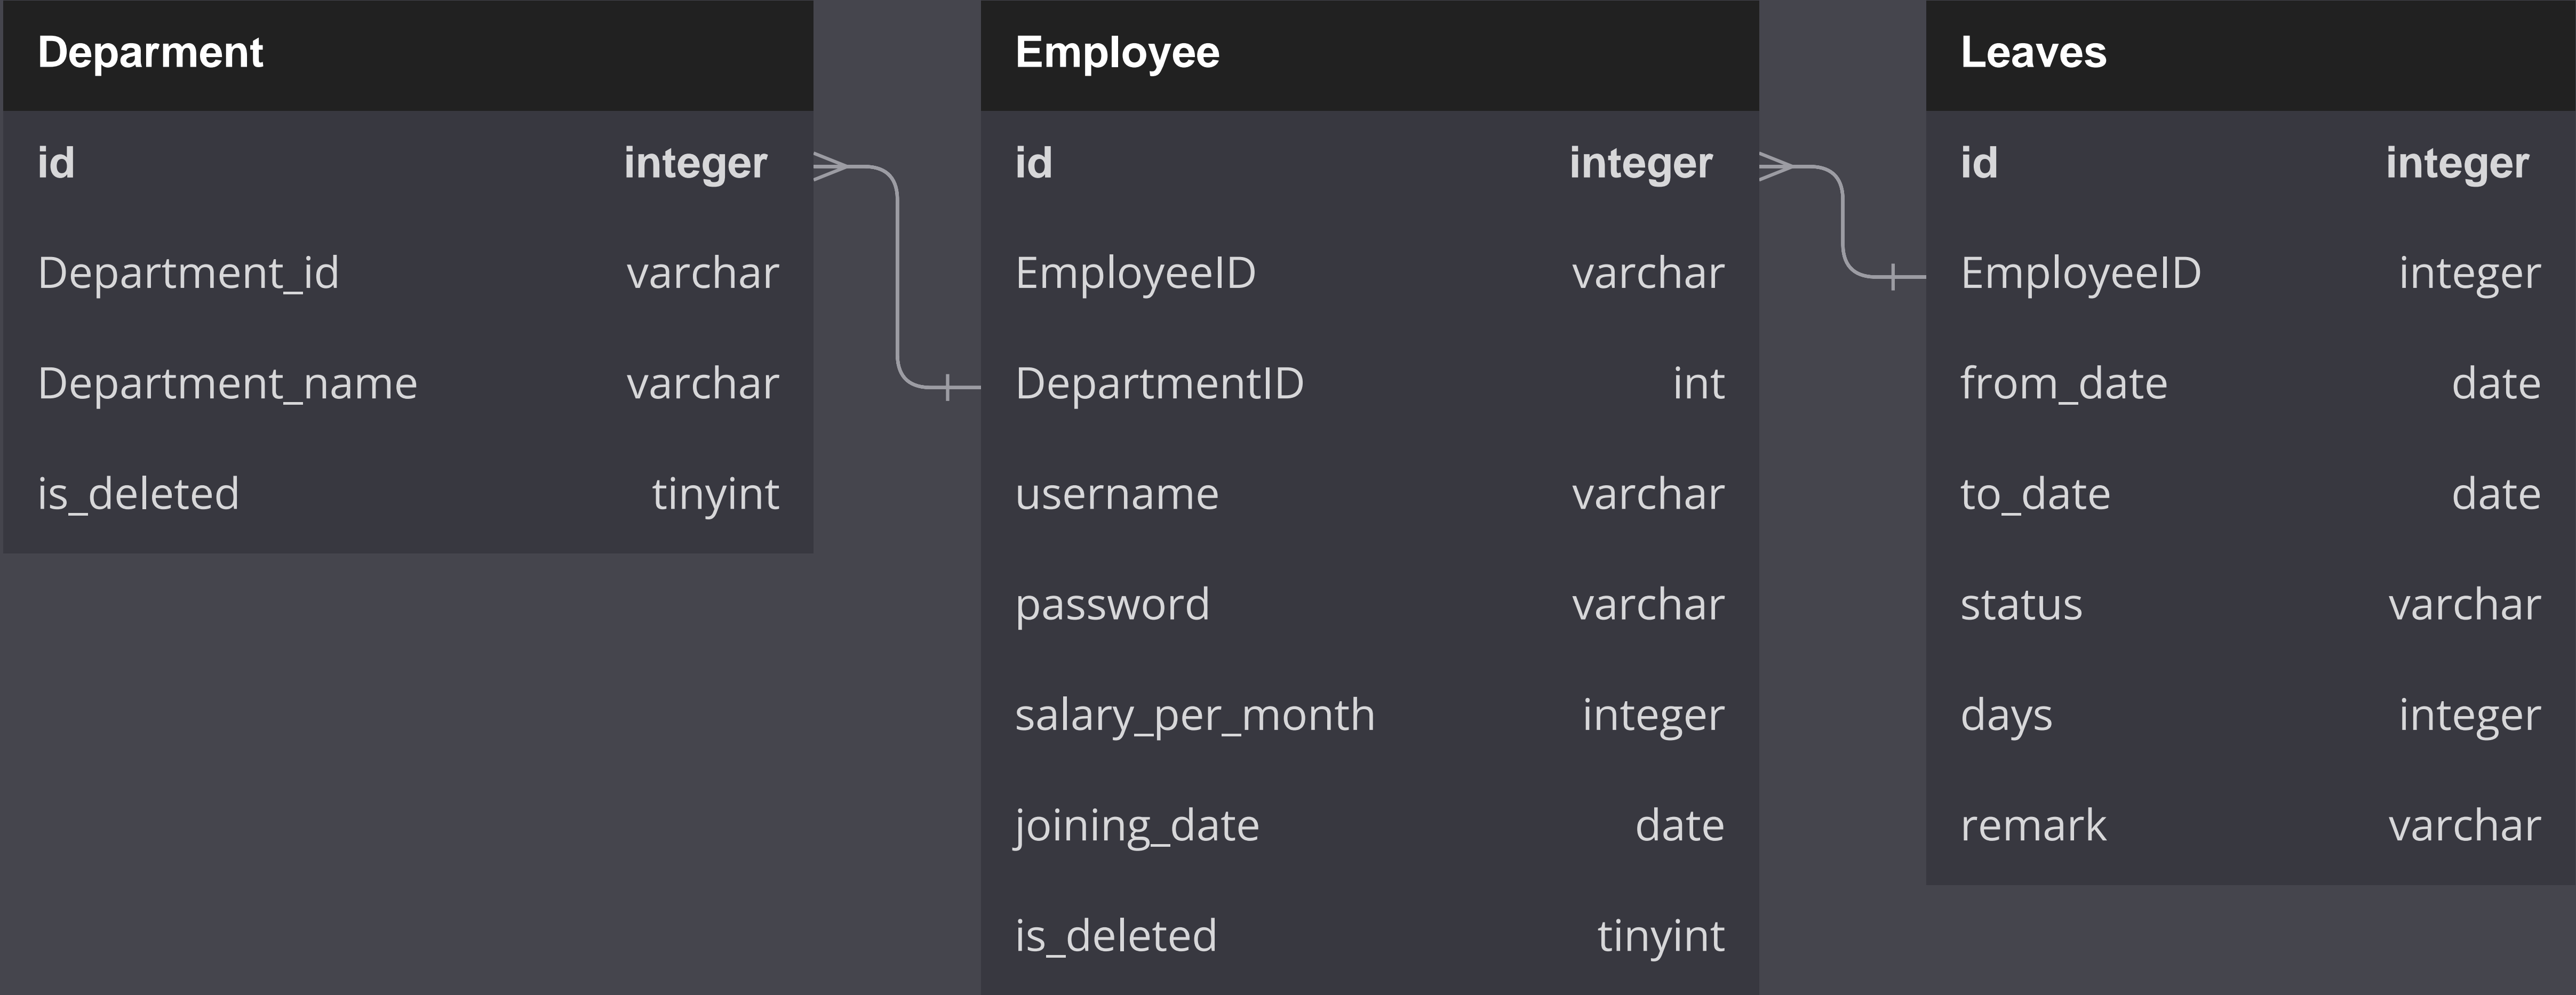 Deparment
id integer
Department_id varchar
Department_name varchar
is_deleted tinyint
Employee
id integer
EmployeeID varchar
DepartmentID int
username varchar
password varchar
salary_per_month integer
joining_date date
is_deleted tinyint
Leaves
id integer
EmployeeID integer
from_date date
to_date date
status varchar
days integer
remark varchar